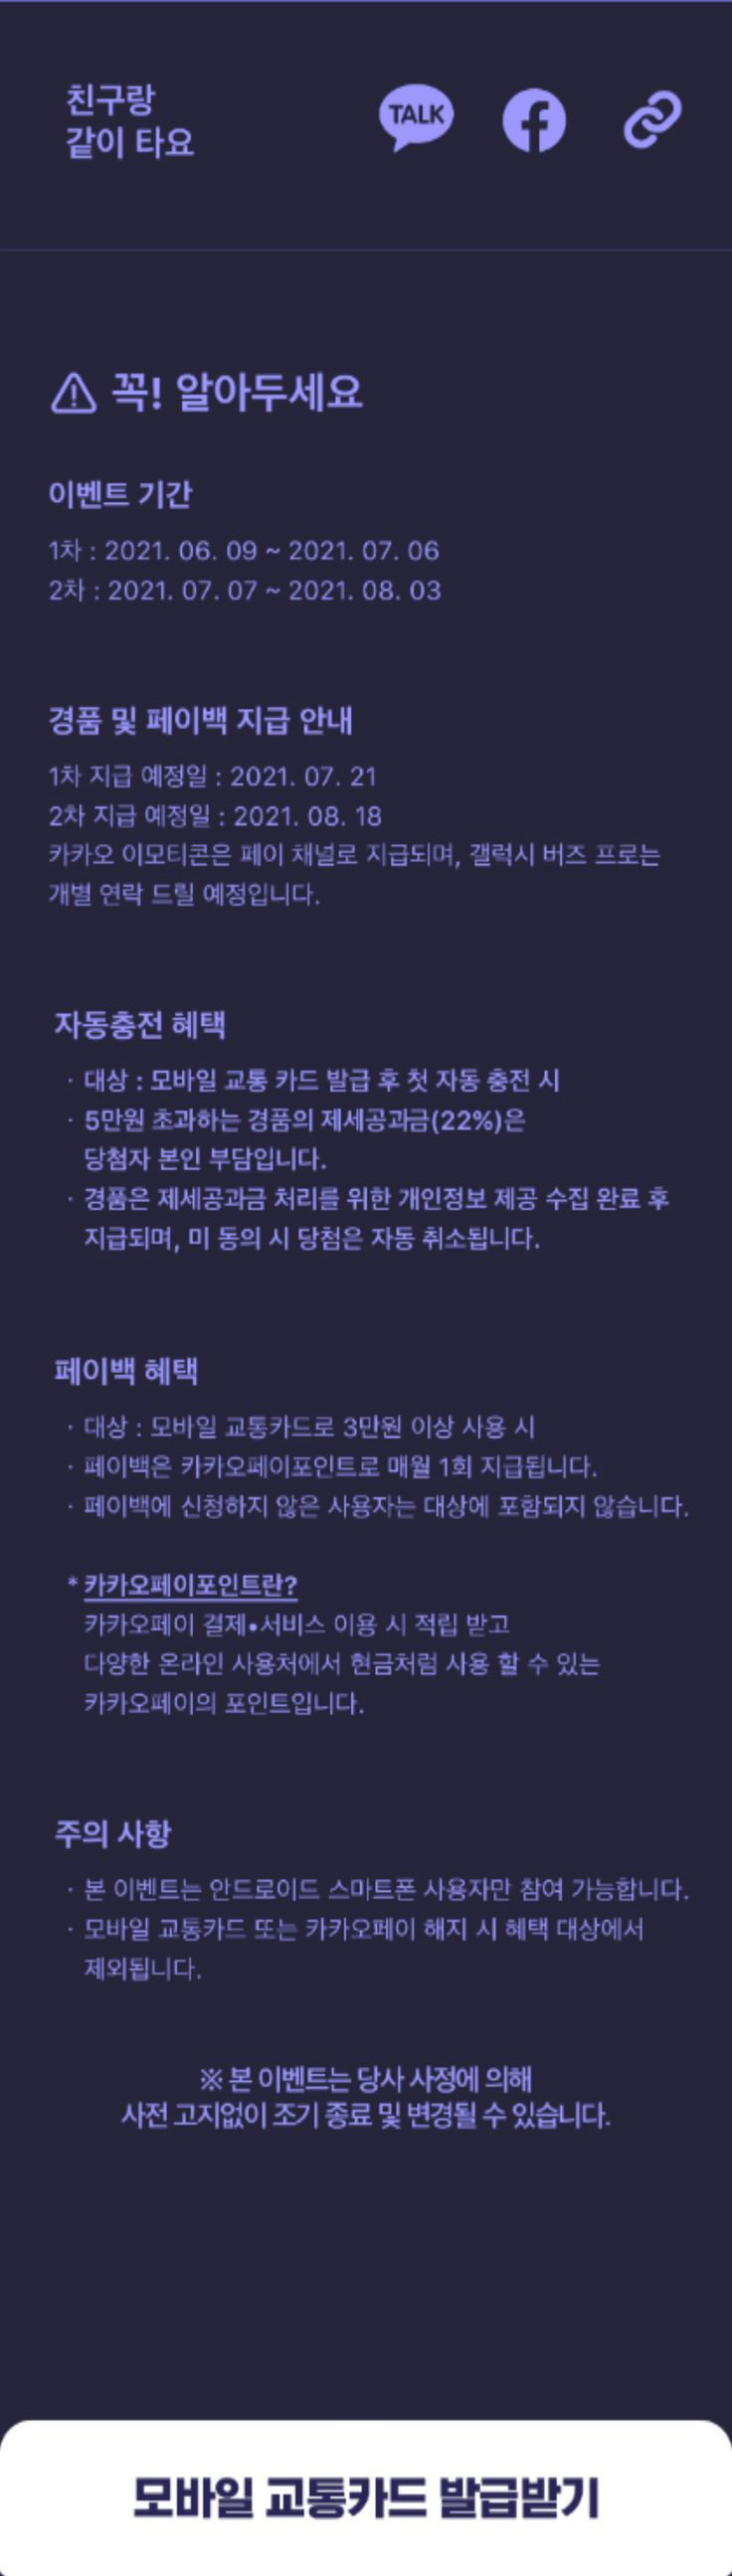 친구랑
같이 타요
TALK
꼭! 알아두세요
이벤트 기간
1차 : 2021. 06. 09 ~ 2021. 07. 06
2차 : 2021. 07. 07 ~ 2021. 08. 03
경품 및 페이백 지급 안내
1차 지급 예정일 : 2021. 07. 21
2차 지급 예정일 : 2021. 08. 18
카카오 이모티콘은 페이 채널로 지급되며, 갤럭시 버즈 프로는
개별 연락 드릴 예정입니다.
자동충전 혜택
· 대상 : 모바일 교통 카드 발급 후 첫 자동 충전 시
· 5만원 초과하는 경품의 제세공과금(22%)은
당첨자 본인 부담입니다.
· 경품은 제세공과금 처리를 위한 개인정보 제공 수집 완료 후
지급되며, 미 동의 시 당첨은 자동 취소됩니다.
페이백 혜택
· 대상 : 모바일 교통카드로 3만원 이상 사용 시
· 페이백은 카카오페이포인트로 매월 1회 지급됩니다.
· 페이백에 신청하지 않은 사용자는 대상에 포함되지 않습니다.
* 카카오페이포인트란?
카카오페이 결제•서비스 이용 시 적립 받고
다양한 온라인 사용처에서 현금처럼 사용 할 수 있는
카카오페이의 포인트입니다.
주의 사항
· 본 이벤트는 안드로이드 스마트폰 사용자만 참여 가능합니다.
· 모바일 교통카드 또는 카카오페이 해지 시 혜택 대상에서
제외됩니다.
※ 본 이벤트는 당사 사정에 의해
사전 고지없이 조기 종료 및 변경될 수 있습니다.
모바일 교통카드 발급받기